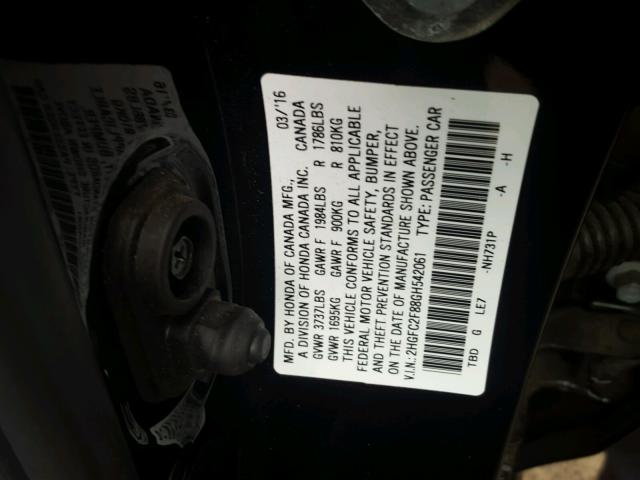 MFD. BY HONDA OF CANADA MFG., 03/'16
A DIVISION OF HONDA CANADA INC. CANADA
GVWR 3737LBS GAWR F 1984LBS R 1786LBS
GVWR 1695KG GAWR F 900KG R 810KG
THIS VEHICLE CONFORMS TO ALL APPLICABLE
FEDERAL MOTOR VEHICLE SAFETY, BUMPER,
AND THEFT PREVENTION STANDARDS IN EFFECT
ON THE DATE OF MANUFACTURE SHOWN ABOVE.
V.I.N.: 2HGFC2F88GH542061 TYPE: PASSENGER CAR
TBD G LE7 -NH731P -A -H